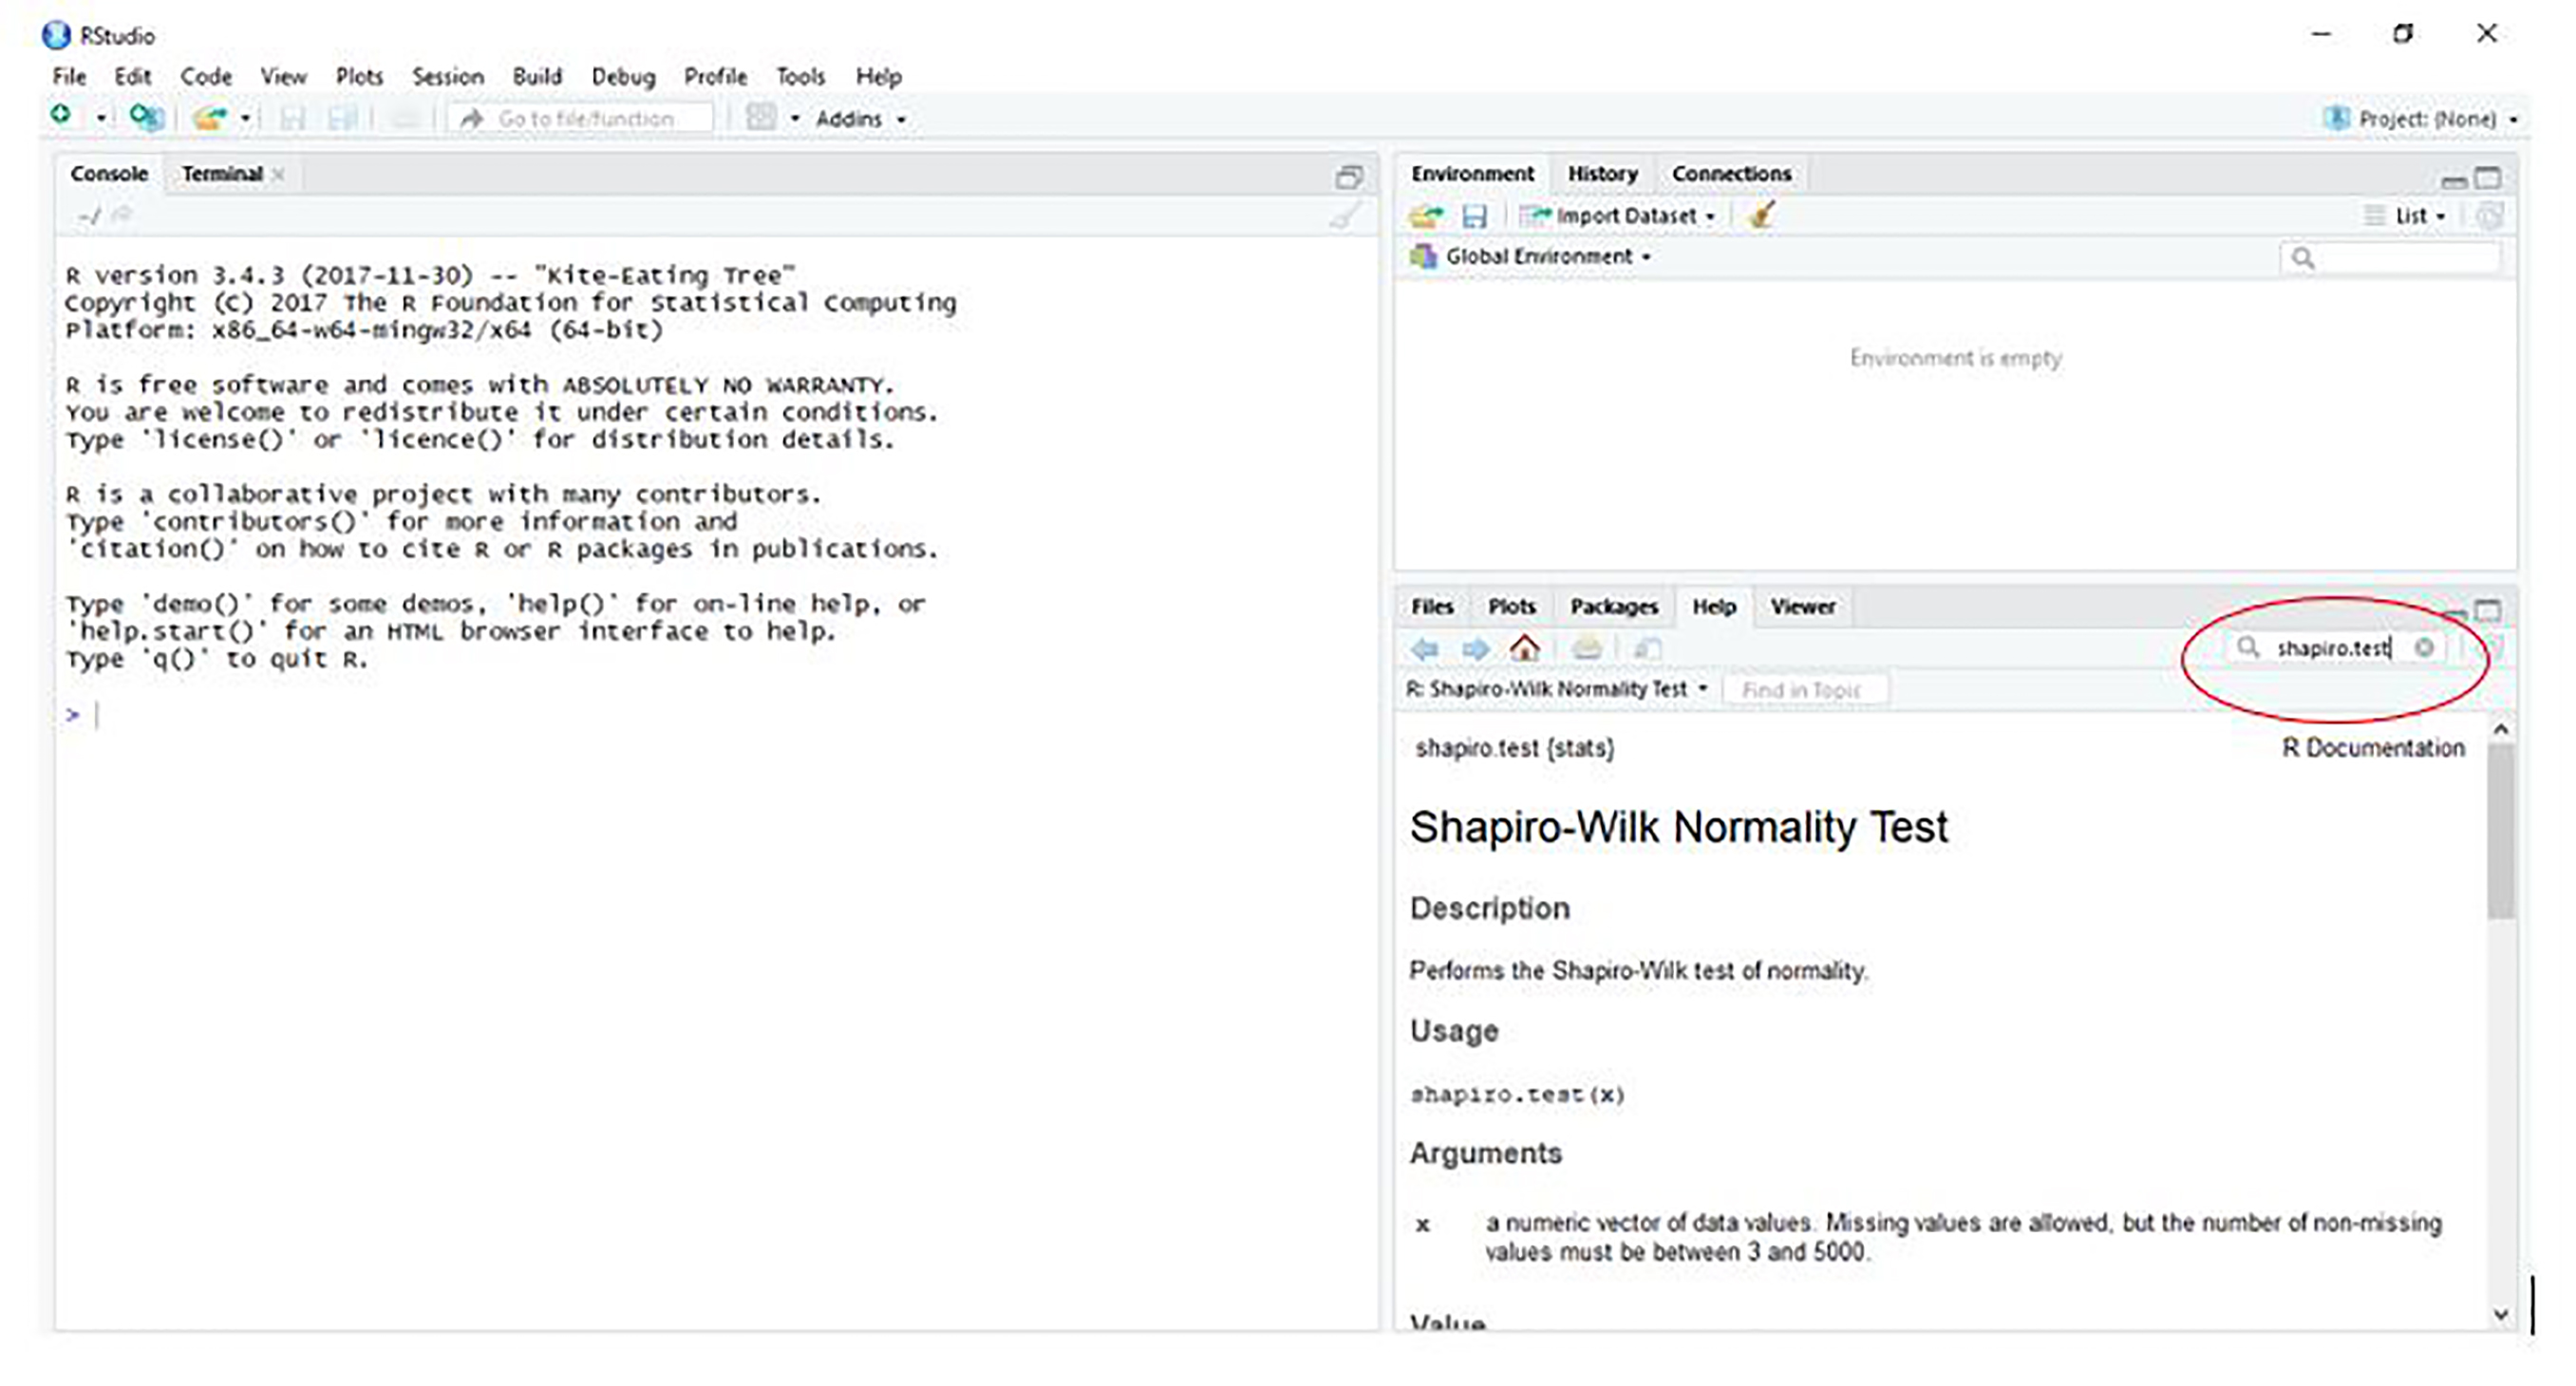 RStudio
File Edit Code View Plots Session Build Debug Profile Tools Help
Go to file/function Addins Project: (None)
Console Terminal
~/
R version 3.4.3 (2017-11-30) -- "Kite-Eating Tree"
Copyright (C) 2017 The R Foundation for Statistical Computing
Platform: x86_64-w64-mingw32/x64 (64-bit)
R is free software and comes with ABSOLUTELY NO WARRANTY.
You are welcome to redistribute it under certain conditions.
Type 'license()' or 'licence()' for distribution details.
R is a collaborative project with many contributors.
Type 'contributors()' for more information and
'citation()' on how to cite R or R packages in publications.
Type 'demo()' for some demos, 'help()' for on-line help, or
'help.start()' for an HTML browser interface to help.
Type 'q()' to quit R.
>
Environment History Connections
Import Dataset List
Global Environment
Environment is empty
Files Plots Packages Help Viewer
shapiro.test
R: Shapiro-Wilk Normality Test Find in Topic
shapiro.test {stats} R Documentation
Shapiro-Wilk Normality Test
Description
Performs the Shapiro-Wilk test of normality.
Usage
shapiro.test(x)
Arguments
x a numeric vector of data values. Missing values are allowed, but the number of non-missing
values must be between 3 and 5000.
Value